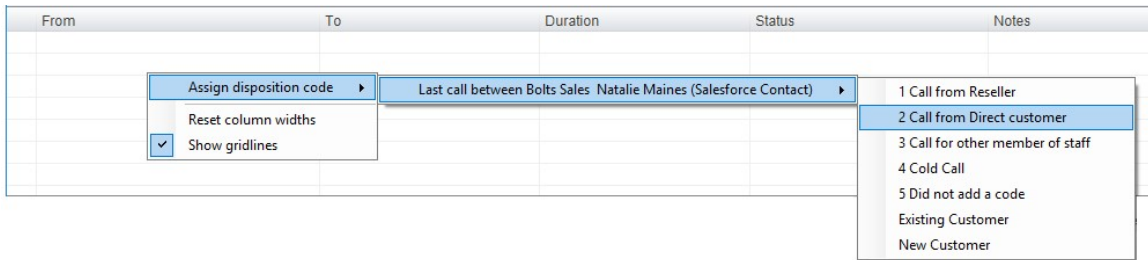 From To Duration Status Notes
Assign disposition code
Last call between Bolts Sales  Natalie Maines (Salesforce Contact)
1 Call from Reseller
2 Call from Direct customer
3 Call for other member of staff
4 Cold Call
5 Did not add a code
Existing Customer
New Customer
Reset column widths
Show gridlines